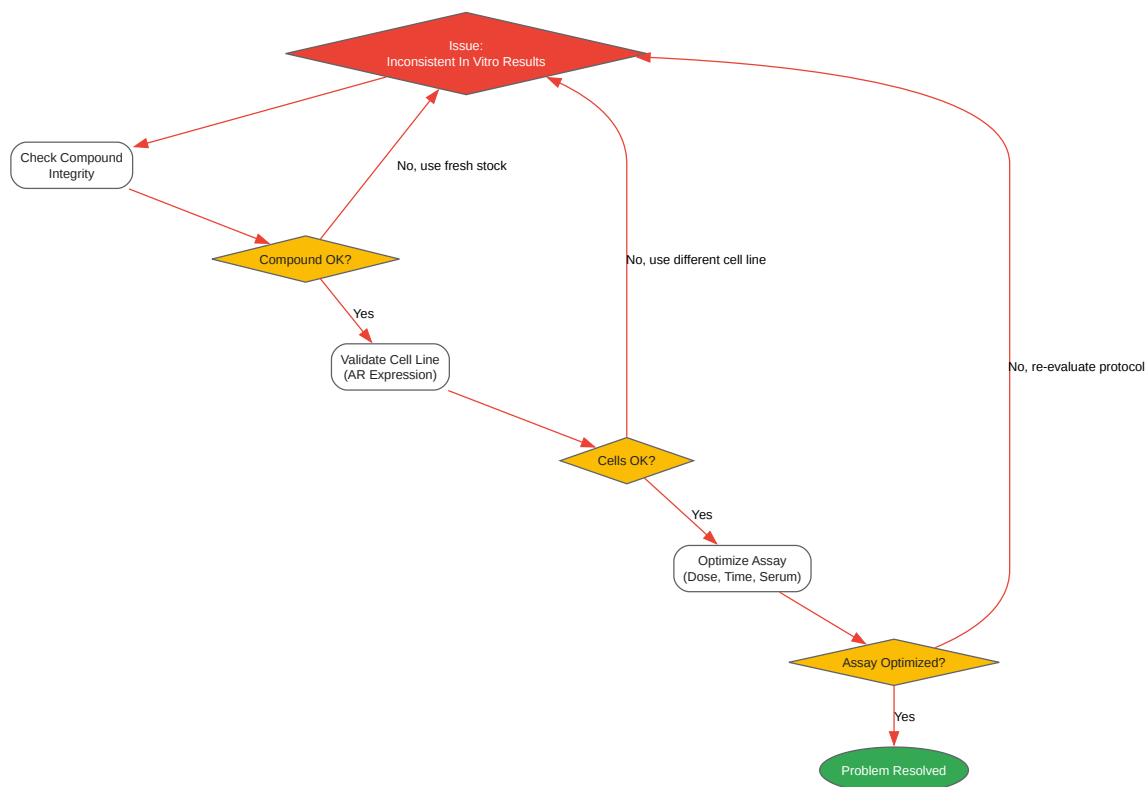 Issue:
Inconsistent In Vitro Results
Check Compound
Integrity
No, use fresh stock
Compound OK?
No, use different cell line
Yes
Validate Cell Line
(AR Expression)
No, re-evaluate protocol
Cells OK?
Yes
Optimize Assay
(Dose, Time, Serum)
Assay Optimized?
Yes
Problem Resolved